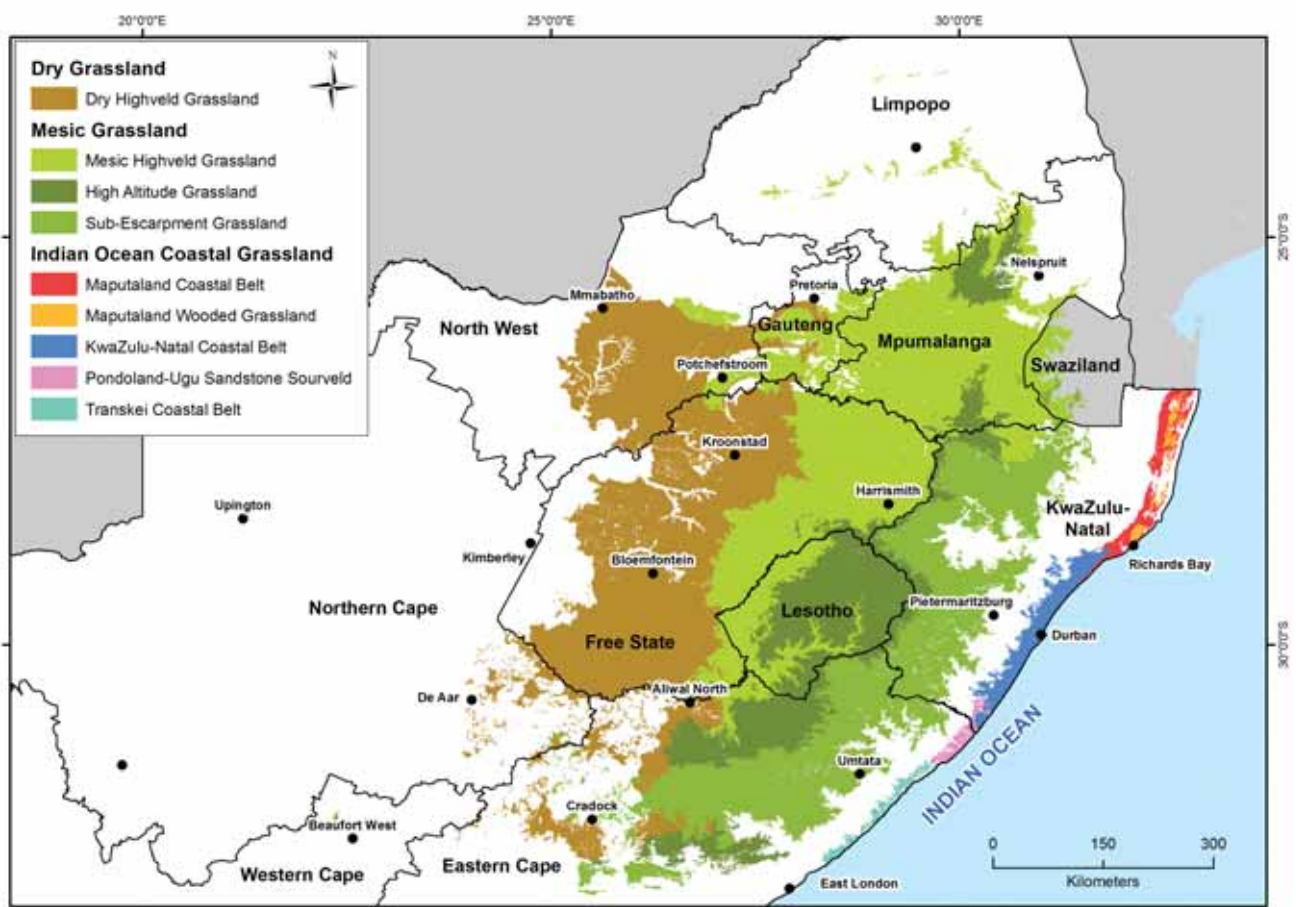 20°0'0"E
25°0'0"E
30°0'0"E
Dry Grassland
N
Dry Highveld Grassland
Mesic Grassland
Mesic Highveld Grassland
High Altitude Grassland
Sub-Escarpment Grassland
Indian Ocean Coastal Grassland
Maputaland Coastal Belt
Maputaland Wooded Grassland
KwaZulu-Natal Coastal Belt
Pondoland-Ugu Sandstone Sourveld
Transkei Coastal Belt
Limpopo
25°0'0"S
Nelspruit
Mmabatho
Pretoria
North West
Gauteng
Mpumalanga
Potchefstroom
Swaziland
Kroonstad
Upington
Harrismith
KwaZulu-
Natal
Kimberley
Bloemfontein
Richards Bay
Northern Cape
Lesotho
Pietermaritzburg
Durban
Free State
30°0'0"S
De Aar
Aliwal North
INDIAN OCEAN
Umtata
Cradock
Beaufort West
Eastern Cape
Western Cape
East London
0 150 300
Kilometers